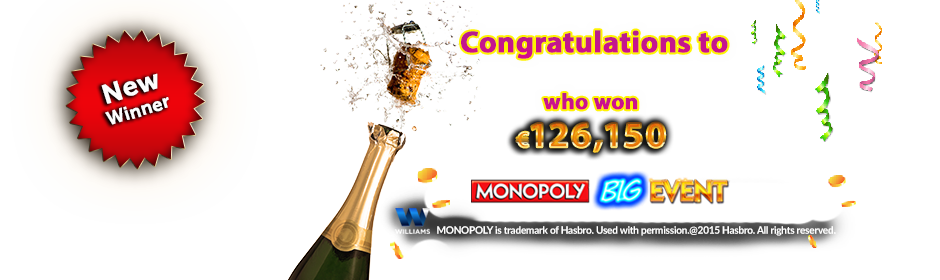 New
Winner
Congratulations to
who won
€126,150
MONOPOLY BIG EVENT
W
WILLIAMS
MONOPOLY is trademark of Hasbro. Used with permission.@2015 Hasbro. All rights reserved.